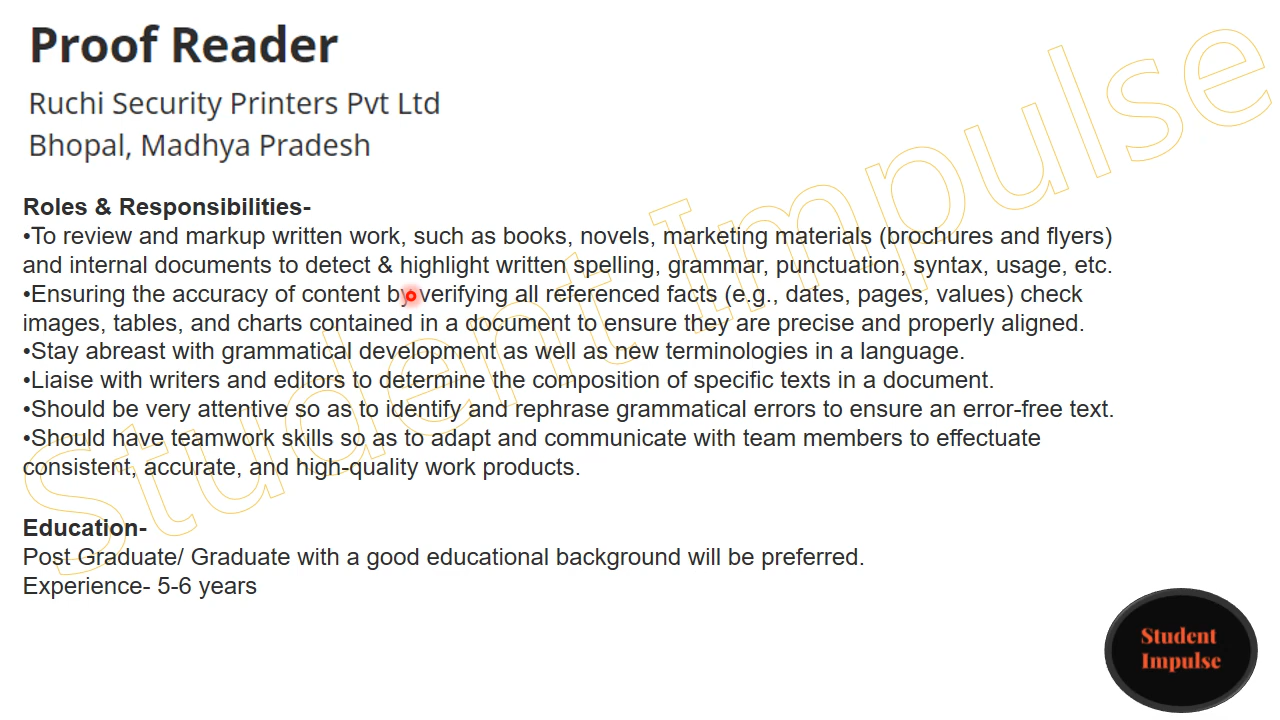 Proof Reader
Ruchi Security Printers Pvt Ltd
Bhopal, Madhya Pradesh
Roles & Responsibilities-
•To review and markup written work, such as books, novels, marketing materials (brochures and flyers)
and internal documents to detect & highlight written spelling, grammar, punctuation, syntax, usage, etc.
•Ensuring the accuracy of content by verifying all referenced facts (e.g., dates, pages, values) check
images, tables, and charts contained in a document to ensure they are precise and properly aligned.
•Stay abreast with grammatical development as well as new terminologies in a language.
•Liaise with writers and editors to determine the composition of specific texts in a document.
•Should be very attentive so as to identify and rephrase grammatical errors to ensure an error-free text.
•Should have teamwork skills so as to adapt and communicate with team members to effectuate
consistent, accurate, and high-quality work products.
Education-
Post Graduate/ Graduate with a good educational background will be preferred.
Experience- 5-6 years
Student Impulse
Student
Impulse